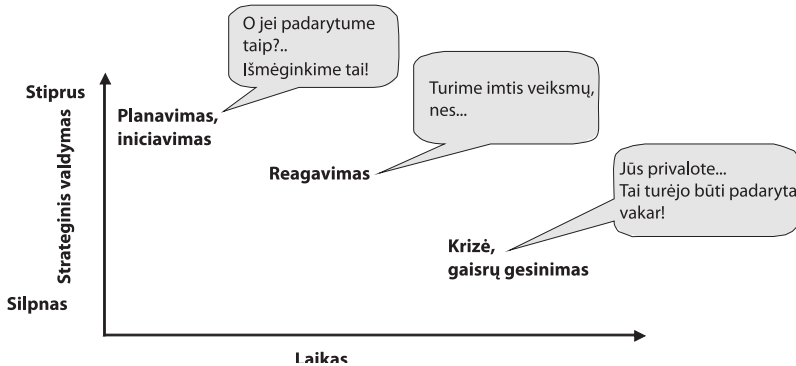 O jei padarytume
taip?..
Išmėginkime tai!
Stiprus
Planavimas,
iniciavimas
Turime imtis veiksmų,
nes...
Reagavimas
Strateginis valdymas
Jūs privalote...
Tai turėjo būti padaryta
vakar!
Krizė,
gaisrų gesinimas
Silpnas
Laikas